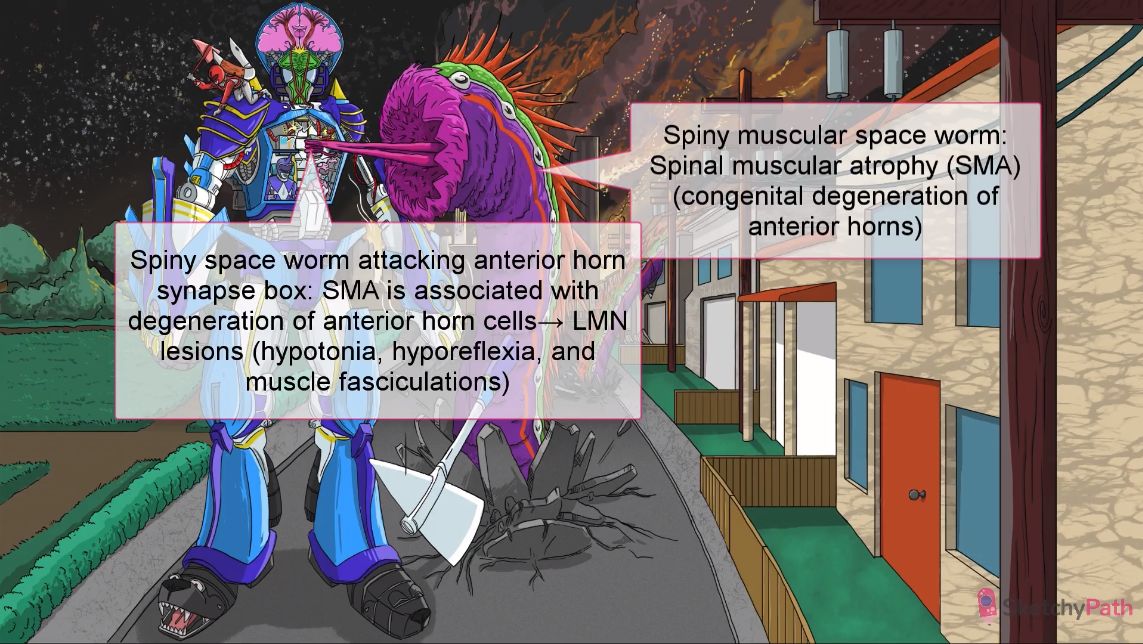 Spiny muscular space worm:
Spinal muscular atrophy (SMA)
(congenital degeneration of
anterior horns)
Spiny space worm attacking anterior horn
synapse box: SMA is associated with
degeneration of anterior horn cells→ LMN
lesions (hypotonia, hyporeflexia, and
muscle fasciculations)
SketchyPath